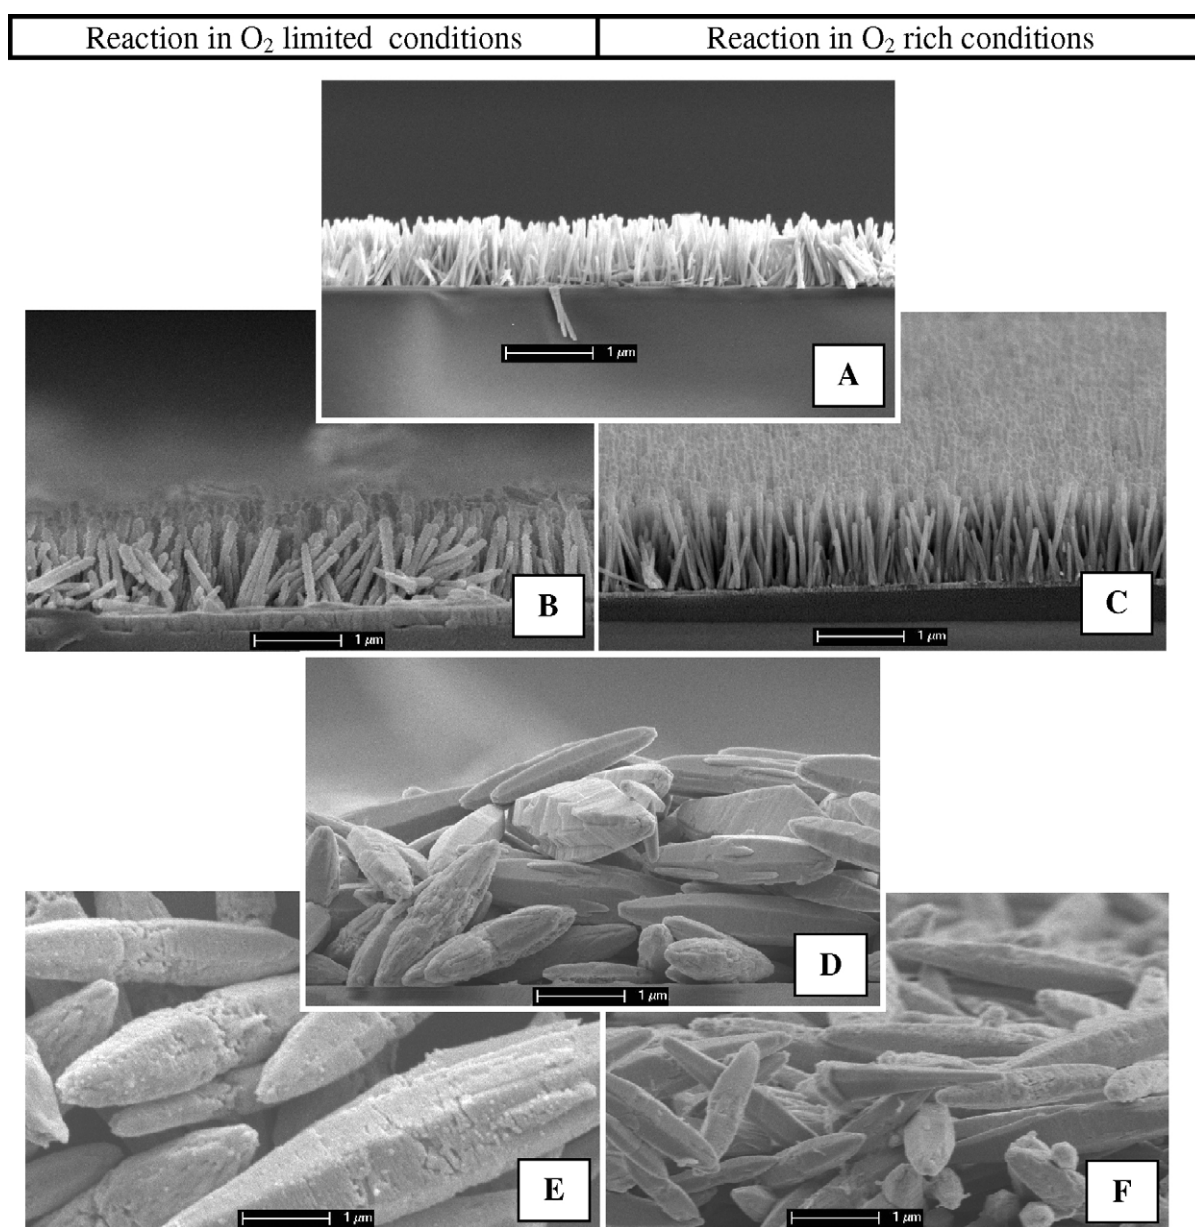 Reaction in O₂ limited conditions
Reaction in O₂ rich conditions
1 μm
A
1 μm
B
1 μm
C
1 μm
D
1 μm
E
1 μm
F